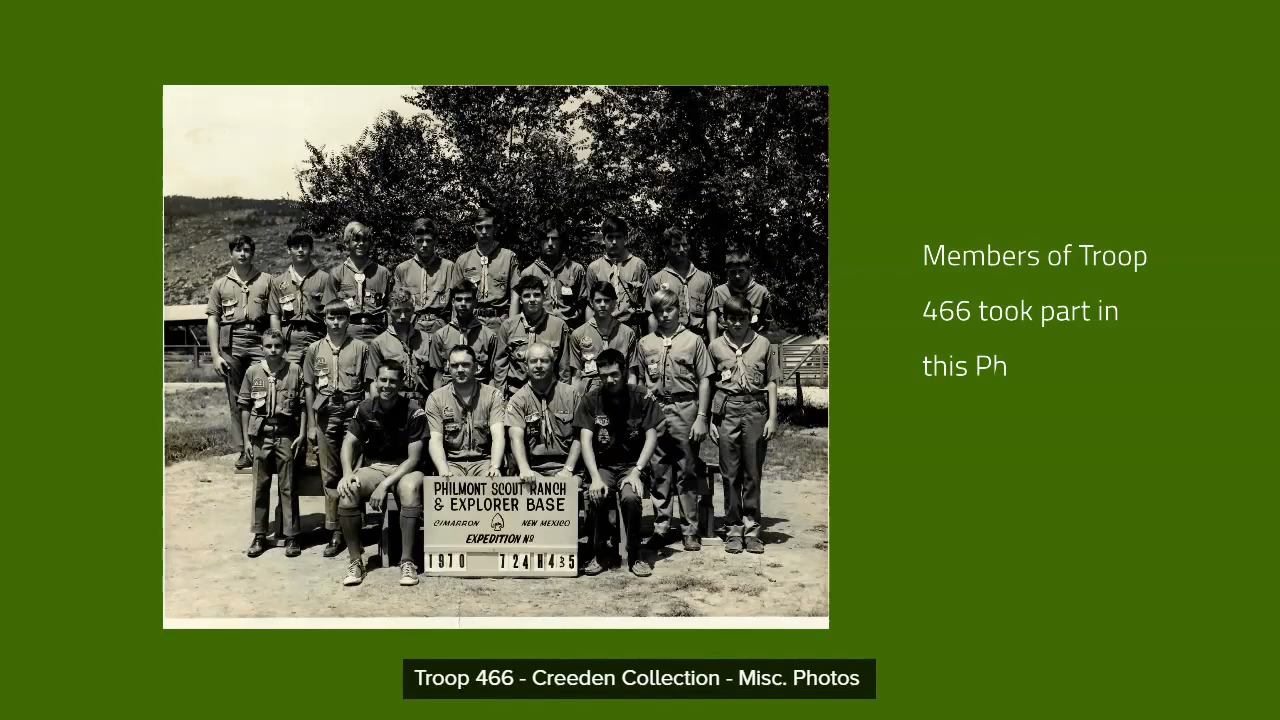 Members of Troop
466 took part in
this Ph
PHILMONT SCOUT RANCH
& EXPLORER BASE
CIMARRON NEW MEXICO
EXPEDITION Nº
1970 724 H435
Troop 466 - Creeden Collection - Misc. Photos